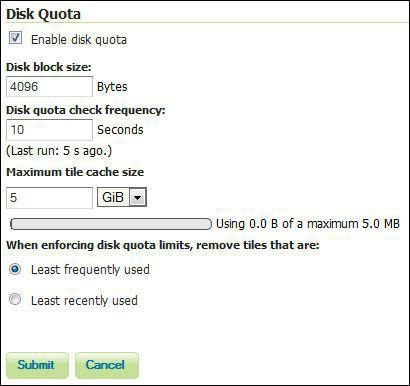 Disk Quota
Enable disk quota
Disk block size:
4096 Bytes
Disk quota check frequency:
10 Seconds
(Last run: 5 s ago.)
Maximum tile cache size
5 GiB
Using 0.0 B of a maximum 5.0 MB
When enforcing disk quota limits, remove tiles that are:
Least frequently used
Least recently used
Submit Cancel